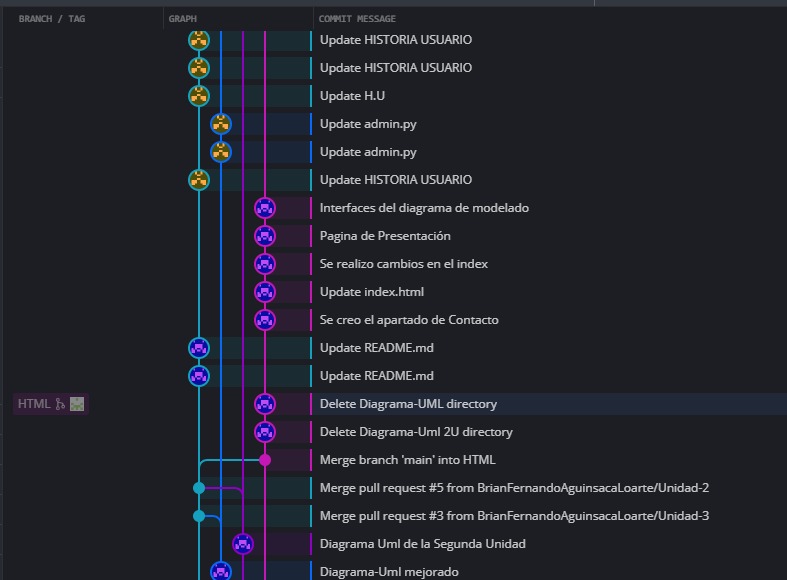 BRANCH / TAG GRAPH COMMIT MESSAGE
Update HISTORIA USUARIO
Update HISTORIA USUARIO
Update H.U
Update admin.py
Update admin.py
Update HISTORIA USUARIO
Interfaces del diagrama de modelado
Pagina de Presentación
Se realizo cambios en el index
Update index.html
Se creo el apartado de Contacto
Update README.md
Update README.md
HTML Delete Diagrama-UML directory
Delete Diagrama-Uml 2U directory
Merge branch 'main' into HTML
Merge pull request #5 from BrianFernandoAguinsacaLoarte/Unidad-2
Merge pull request #3 from BrianFernandoAguinsacaLoarte/Unidad-3
Diagrama Uml de la Segunda Unidad
Diagrama-Uml mejorado